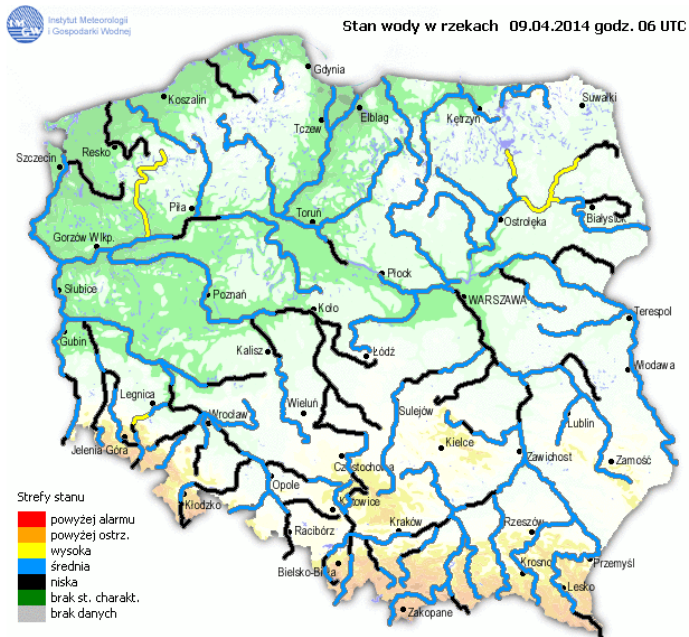 IMGW
Instytut Meteorologii
i Gospodarki Wodnej
Stan wody w rzekach 09.04.2014 godz. 06 UTC
Gdynia
Koszalin
Suwałki
Elbląg
Kętrzyn
Tczew
Resko
Szczecin
Piła
Toruń
Ostrołęka
Białystok
Gorzów Wlkp.
Płock
Słubice
Poznań
WARSZAWA
Koło
Terespol
Gubin
Kalisz
Łódź
Włodawa
Legnica
Wieluń
Sulejów
Wrocław
Lublin
Kielce
Jelenia Góra
Zawichost
Zamość
Częstochowa
Opole
Kłodzko
Katowice
Kraków
Rzeszów
Racibórz
Przemyśl
Bielsko-Biała
Krosno
Lesko
Zakopane
Strefy stanu
powyżej alarmu
powyżej ostrz.
wysoka
średnia
niska
brak st. charakt.
brak danych